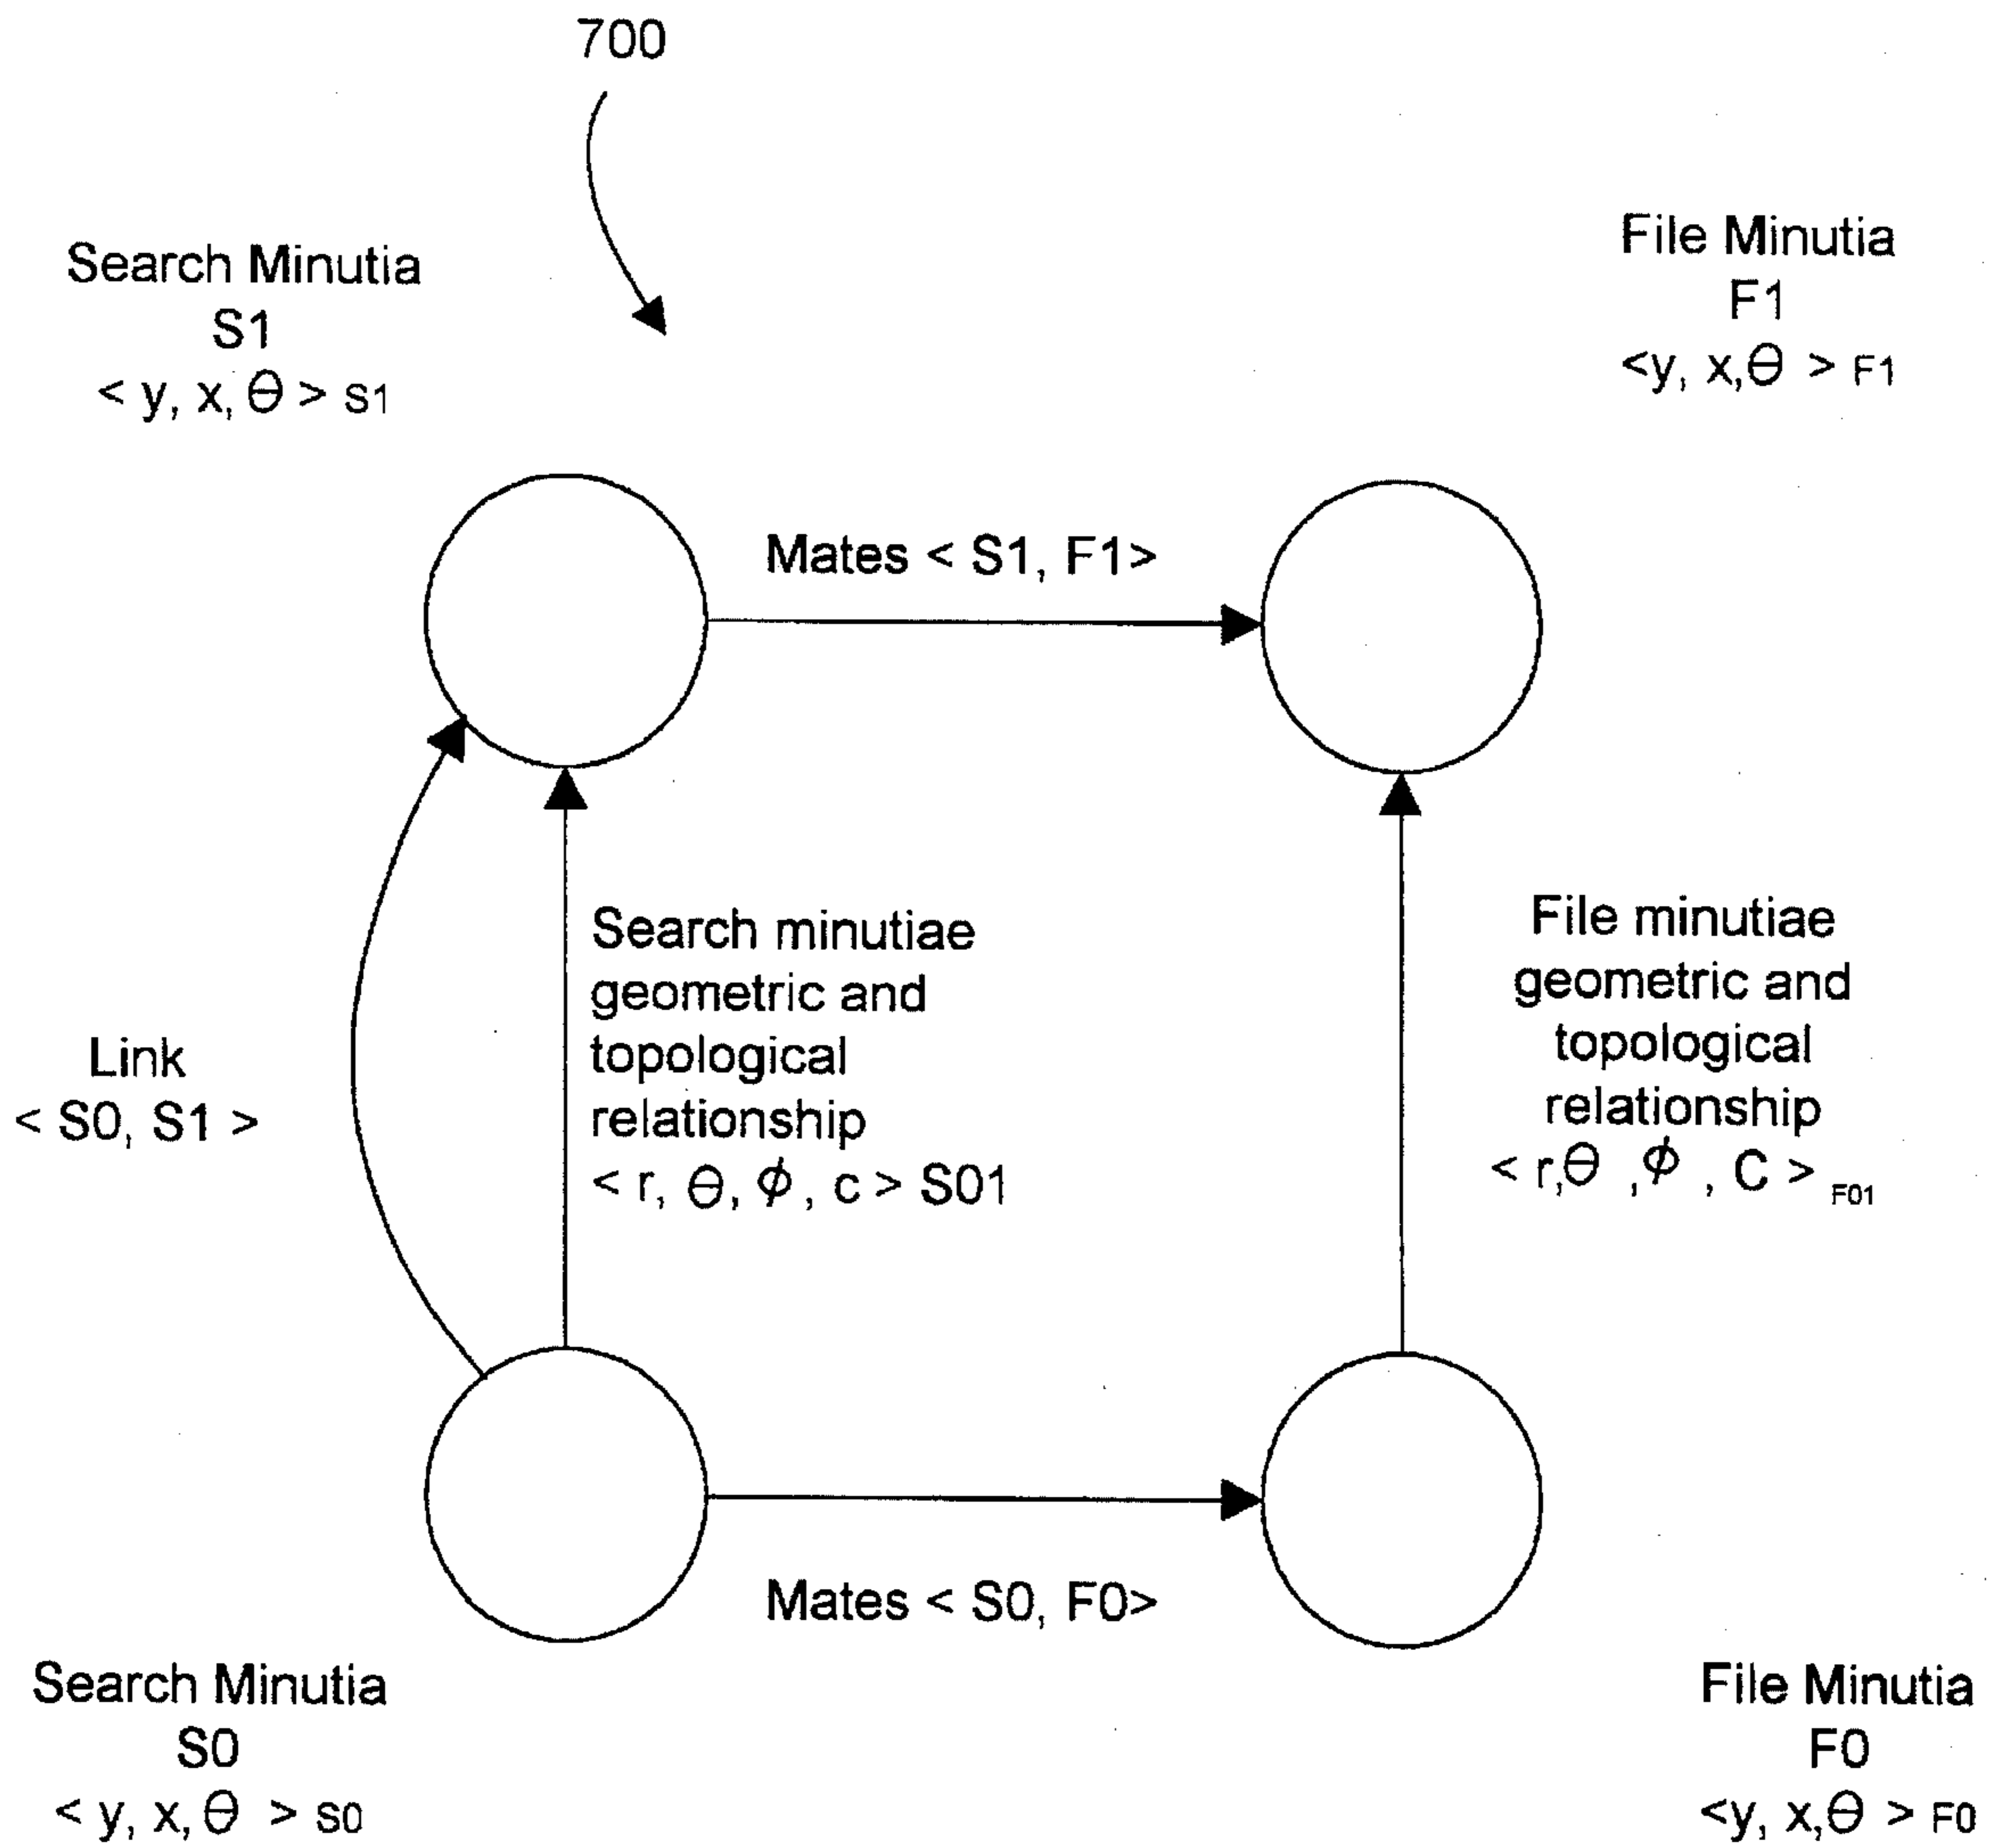 700
Search Minutia
S1
< y, x, Θ > S1
File Minutia
F1
<y, x,Θ > F1
Mates < S1, F1>
Search minutiae
geometric and
topological
relationship
< r, Θ, ϕ, c > S01
File minutiae
geometric and
topological
relationship
< r,Θ ,ϕ , C > F01
Link
< S0, S1 >
Mates < S0, F0>
Search Minutia
S0
< y, x, Θ > S0
File Minutia
F0
<y, x,Θ > F0